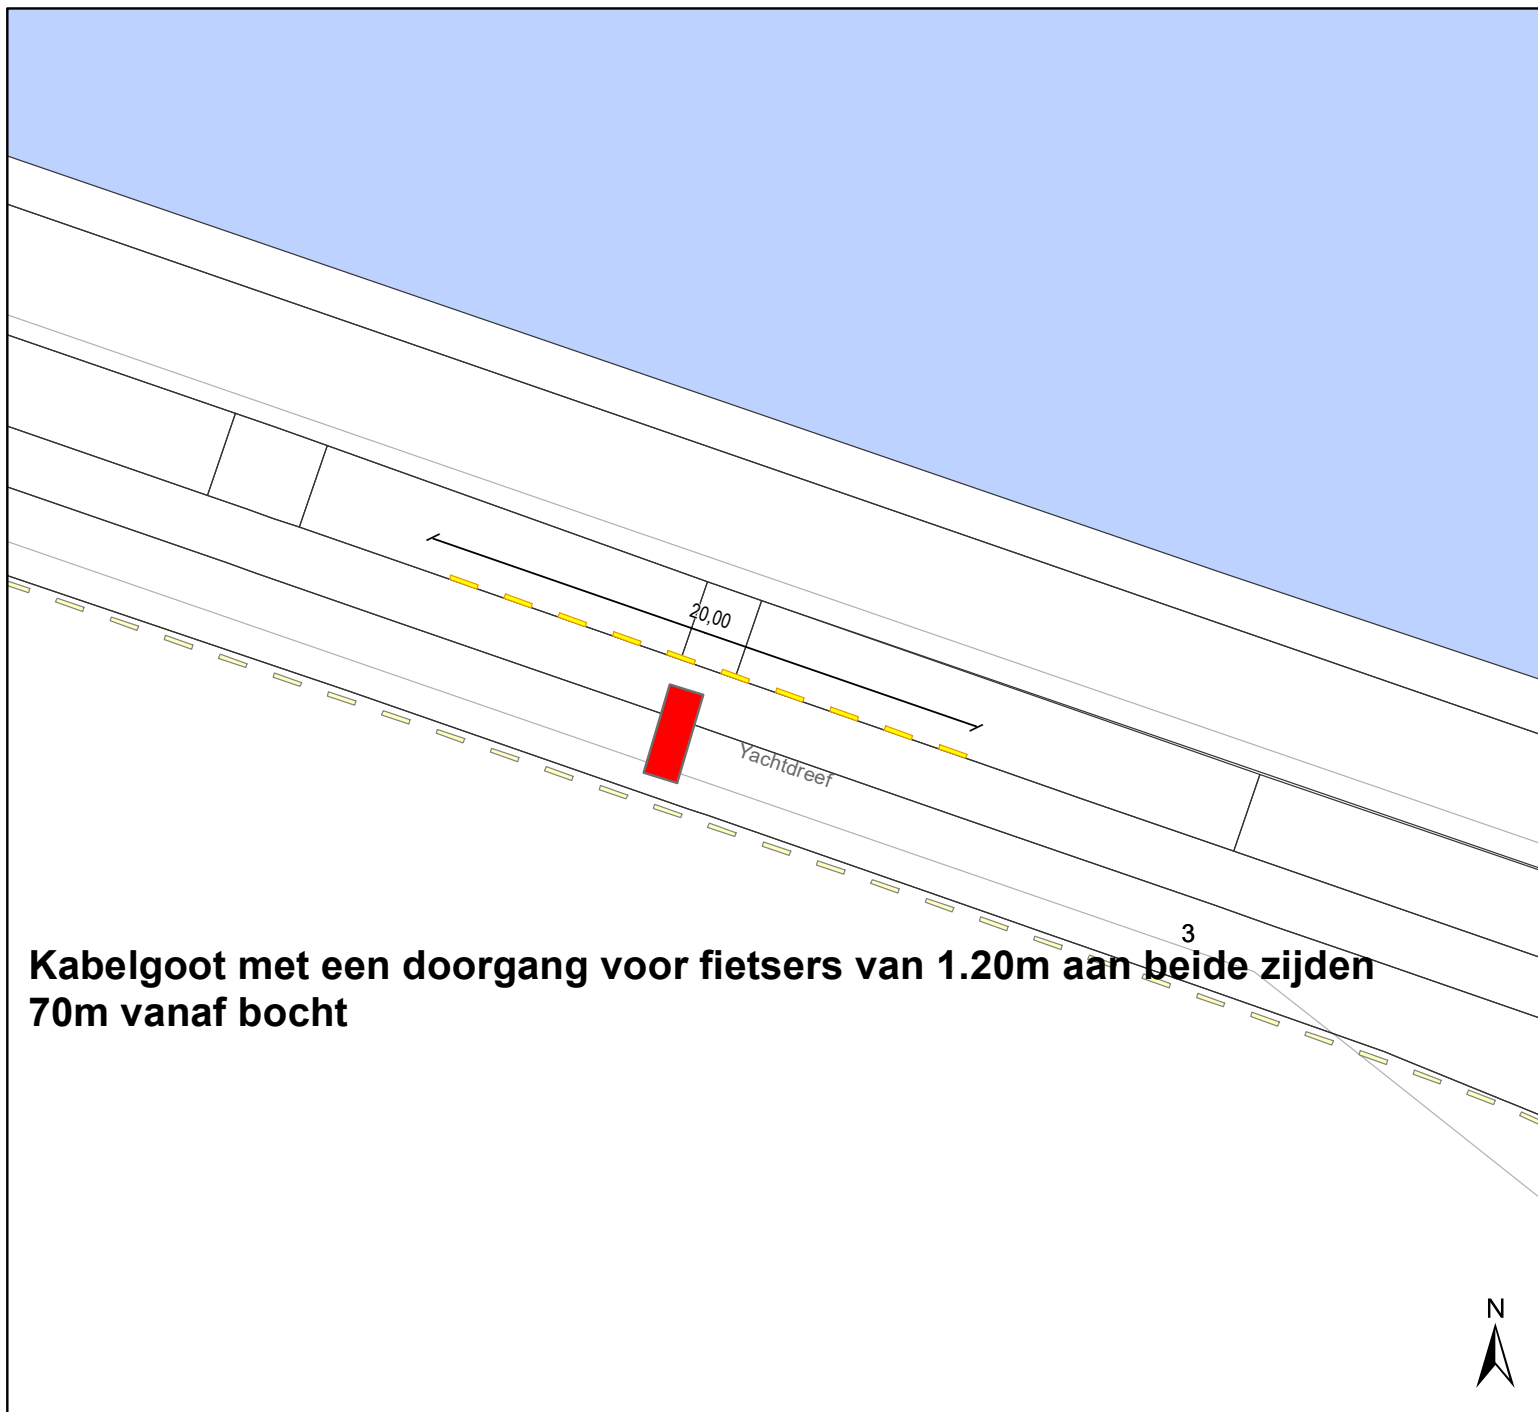 20,00
Yachtdreef
3
Kabelgoot met een doorgang voor fietsers van 1.20m aan beide zijden
70m vanaf bocht
N